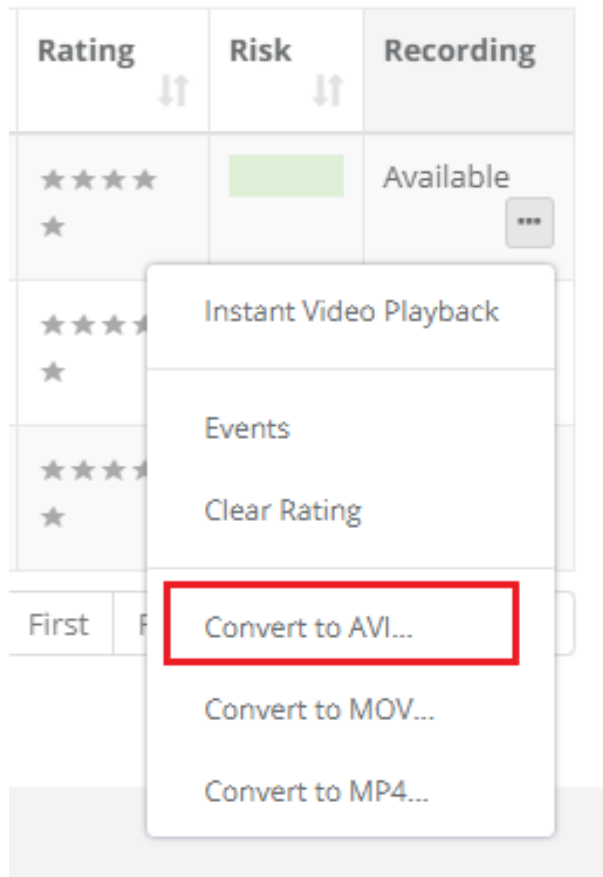 Rating Risk Recording
Available
Instant Video Playback
Events
Clear Rating
First
Convert to AVI...
Convert to MOV...
Convert to MP4...